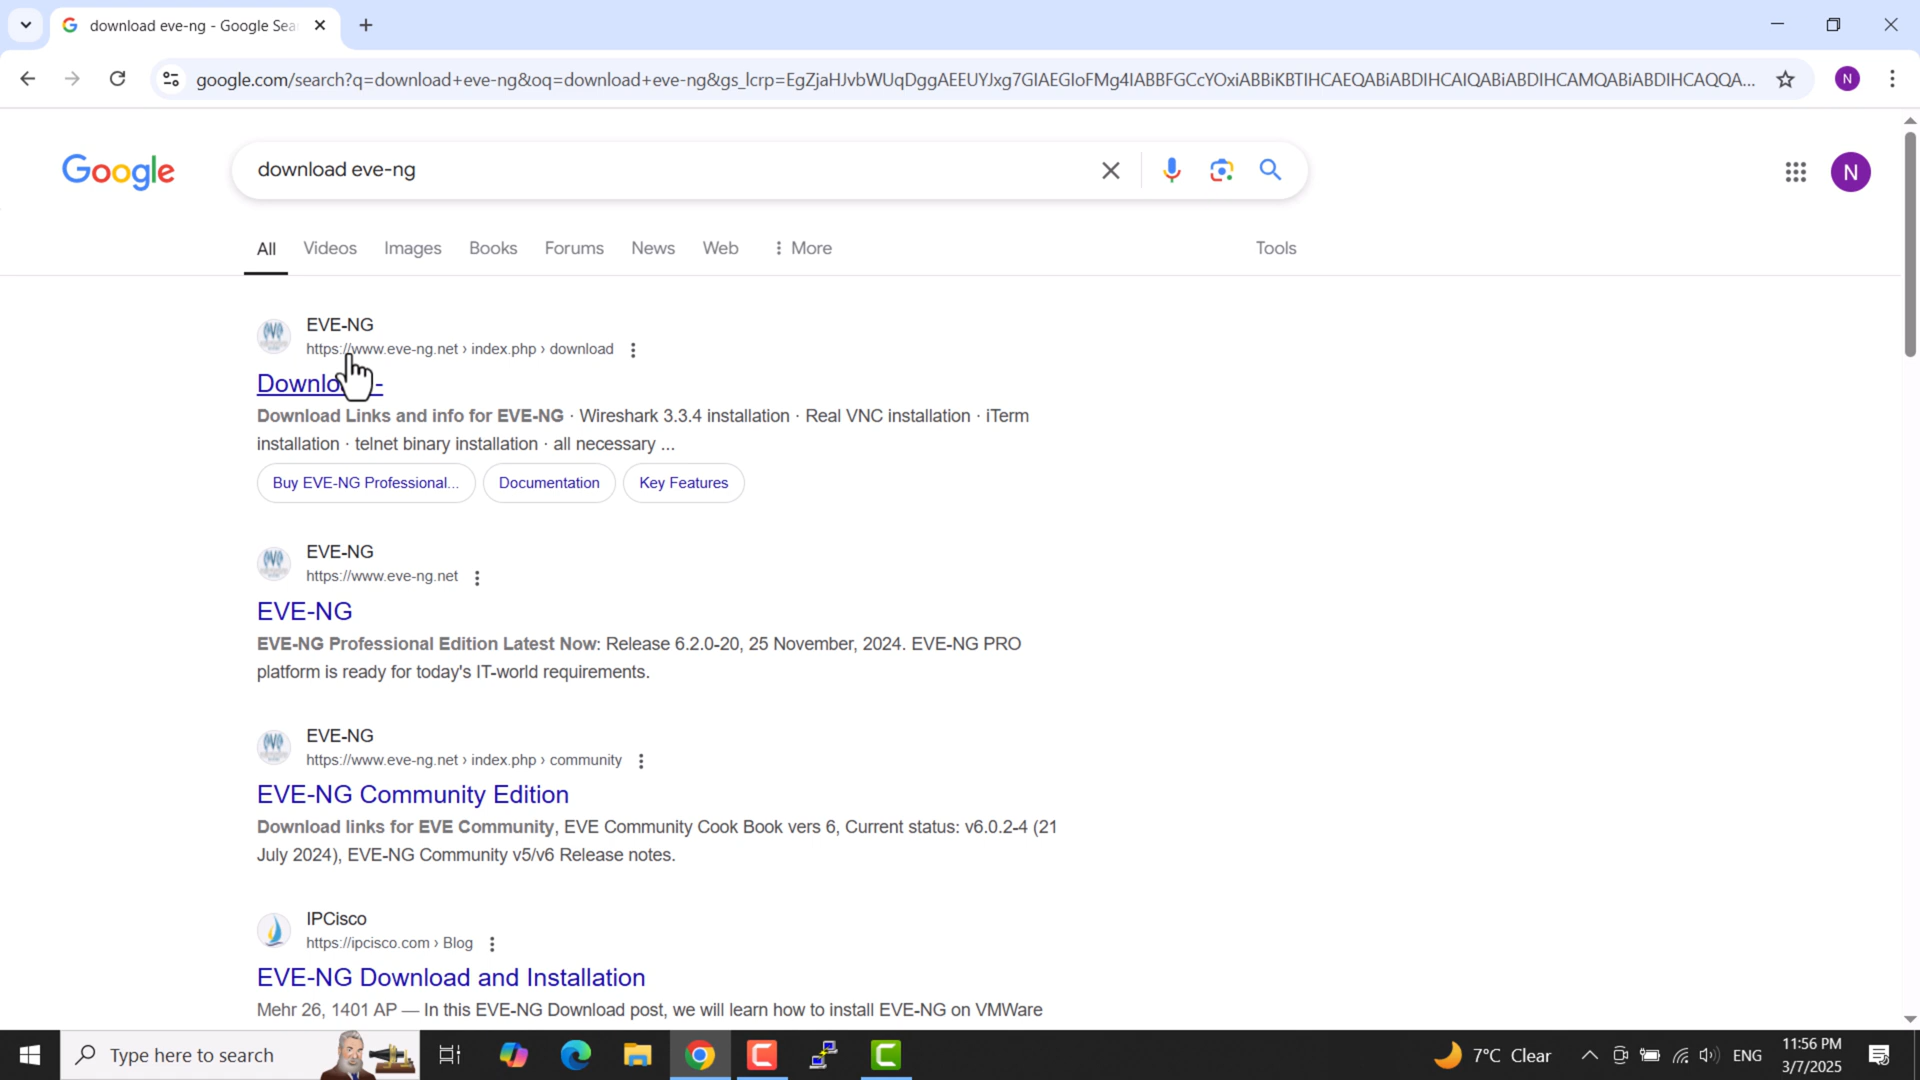 download eve-ng - Google Sea
google.com/search?q=download+eve-ng&oq=download+eve-ng&gs_lcrp=EgZjaHJvbWUqDggAEEUYJxg7GIAEGIoFMg4IABBFGCcYOxiABBiKBTIHCAEQABiABDIHCAIQABiABDIHCAMQABiABDIHCAQQA...
N
Google
download eve-ng
N
All Videos Images Books Forums News Web More Tools
EVE-NG
https://www.eve-ng.net › index.php › download
Downlo -
Download Links and info for EVE-NG · Wireshark 3.3.4 installation · Real VNC installation · iTerm
installation · telnet binary installation · all necessary ...
Buy EVE-NG Professional... Documentation Key Features
EVE-NG
https://www.eve-ng.net
EVE-NG
EVE-NG Professional Edition Latest Now: Release 6.2.0-20, 25 November, 2024. EVE-NG PRO
platform is ready for today's IT-world requirements.
EVE-NG
https://www.eve-ng.net › index.php › community
EVE-NG Community Edition
Download links for EVE Community, EVE Community Cook Book vers 6, Current status: v6.0.2-4 (21
July 2024), EVE-NG Community v5/v6 Release notes.
IPCisco
https://ipcisco.com › Blog
EVE-NG Download and Installation
Mehr 26, 1401 AP — In this EVE-NG Download post, we will learn how to install EVE-NG on VMWare
Type here to search
7°C Clear
ENG
11:56 PM
3/7/2025